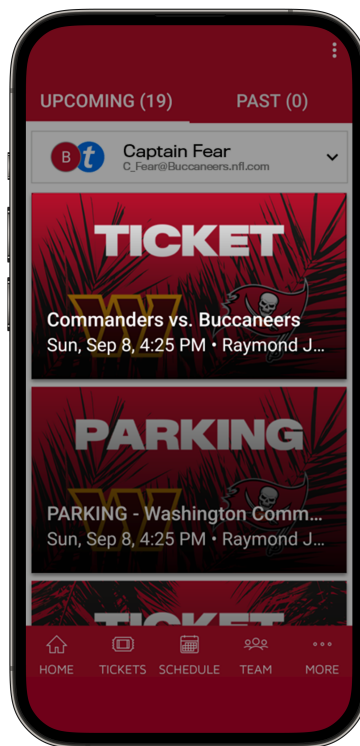 UPCOMING (19) PAST (0)
B t Captain Fear
C_Fear@Buccaneers.nfl.com
TICKET
Commanders vs. Buccaneers
Sun, Sep 8, 4:25 PM • Raymond J...
PARKING
PARKING - Washington Comm...
Sun, Sep 8, 4:25 PM • Raymond J...
TICKET
HOME TICKETS SCHEDULE TEAM MORE